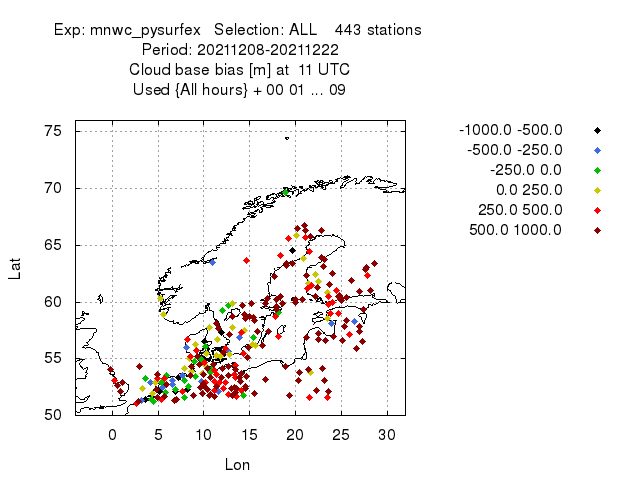 Exp: mnwc_pysurfex   Selection: ALL    443 stations
Period: 20211208-20211222
Cloud base bias [m] at  11 UTC
Used {All hours} + 00 01 ... 09
-1000.0 -500.0
-500.0 -250.0
-250.0 0.0
0.0 250.0
250.0 500.0
500.0 1000.0
75
70
65
60
55
50
Lat
0 5 10 15 20 25 30
Lon